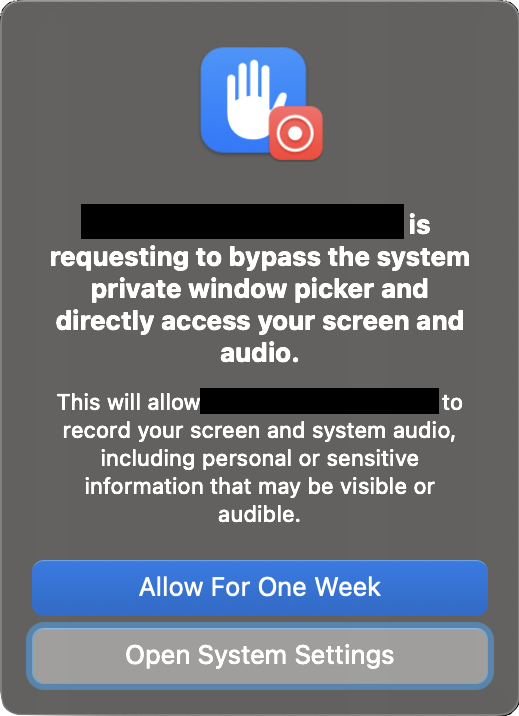 is
requesting to bypass the system
private window picker and
directly access your screen and
audio.
This will allow to
record your screen and system audio,
including personal or sensitive
information that may be visible or
audible.
Allow For One Week
Open System Settings